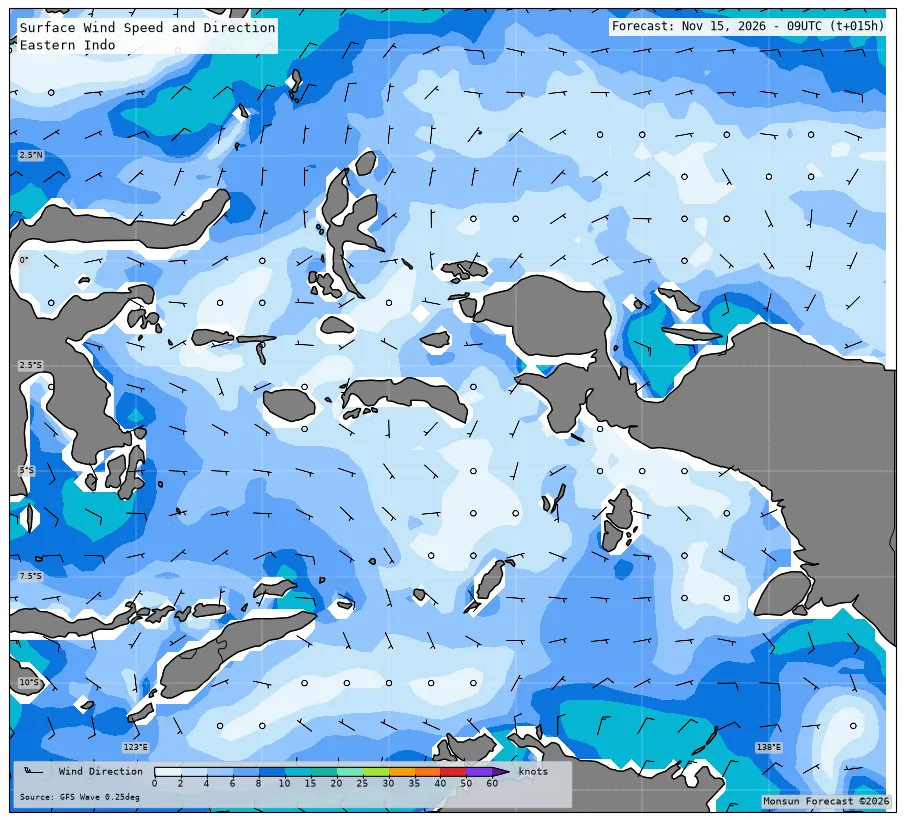 Surface Wind Speed and Direction
Eastern Indo
Forecast: Nov 15, 2026 - 09UTC (t+015h)
2.5°N
0°
2.5°S
5°S
7.5°S
10°S
123°E
138°E
Wind Direction
0 2 4 6 8 10 15 20 25 30 35 40 50 60
knots
Source: GFS Wave 0.25deg
Monsun Forecast ©2026